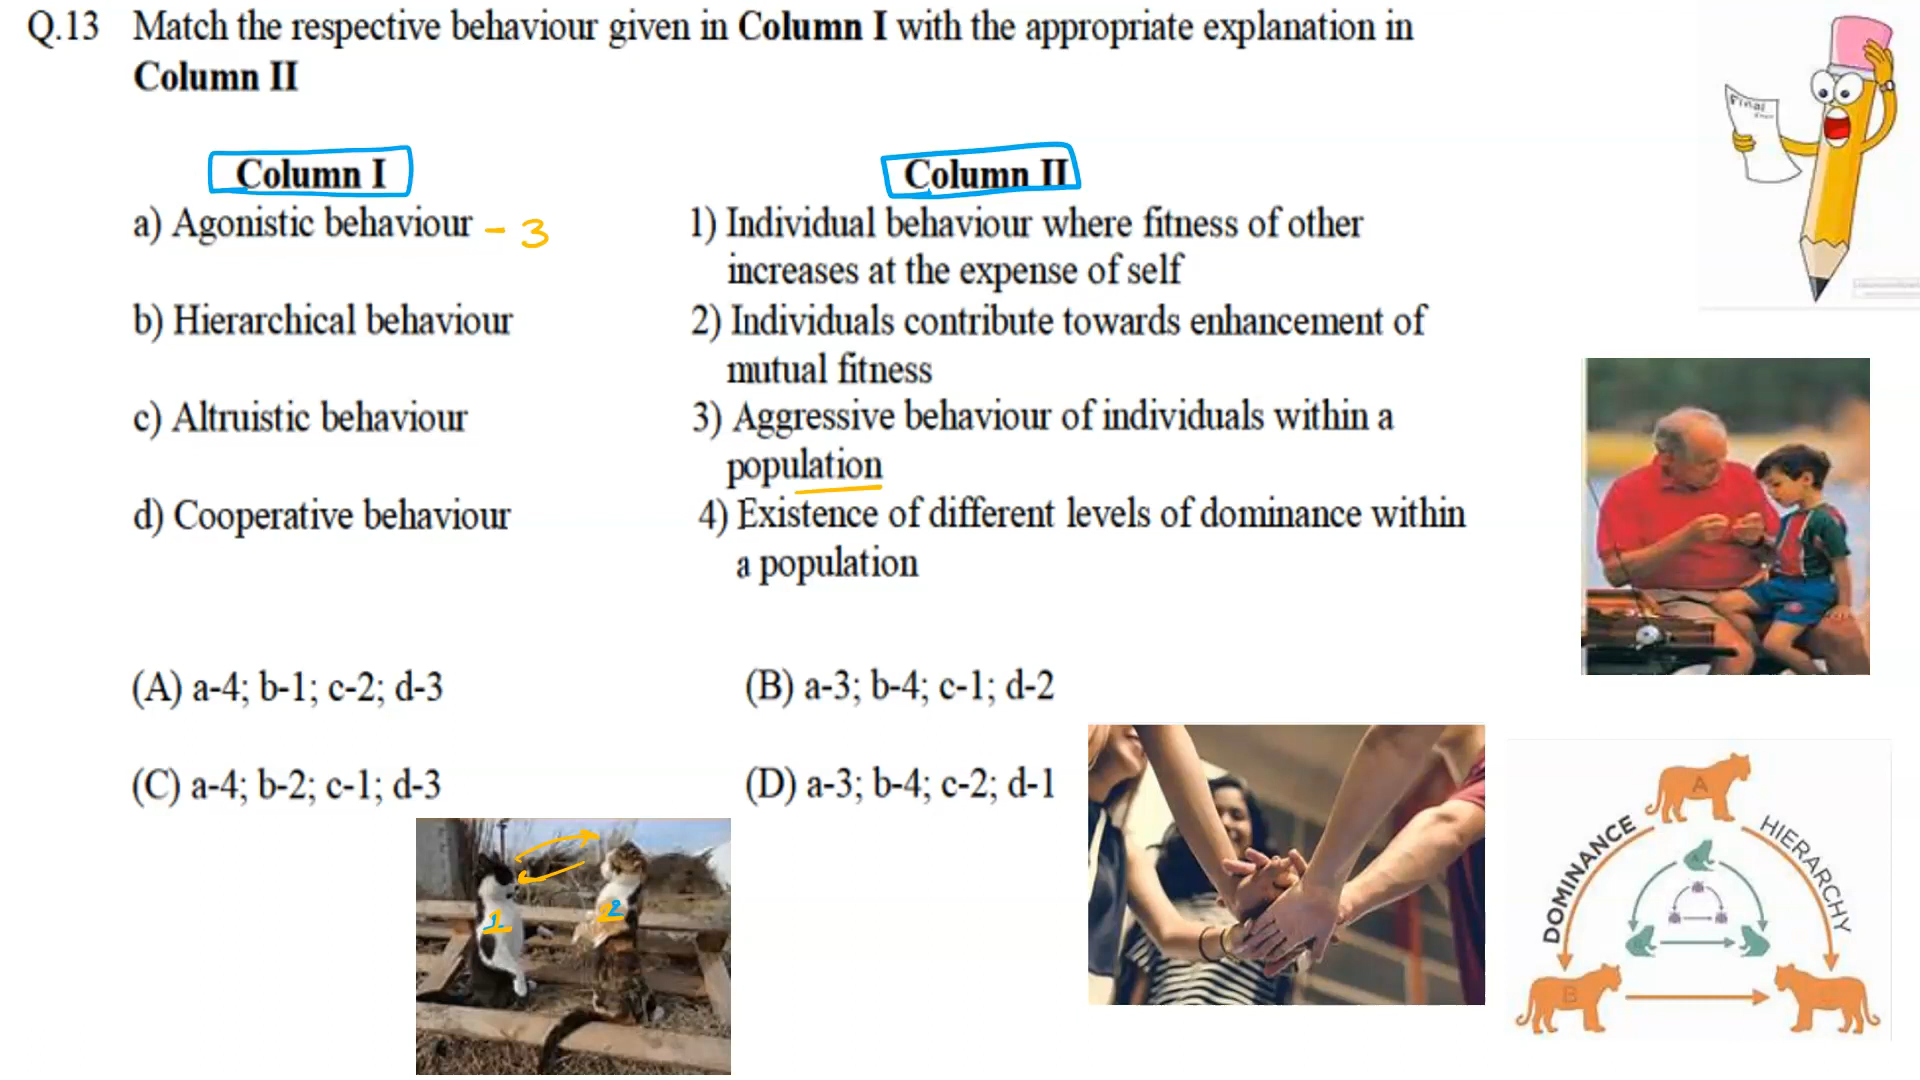 Q.13 Match the respective behaviour given in Column I with the appropriate explanation in
Column II
Column I
Column II
a) Agonistic behaviour - 3
1) Individual behaviour where fitness of other
increases at the expense of self
b) Hierarchical behaviour
2) Individuals contribute towards enhancement of
mutual fitness
c) Altruistic behaviour
3) Aggressive behaviour of individuals within a
population
d) Cooperative behaviour
4) Existence of different levels of dominance within
a population
(A) a-4; b-1; c-2; d-3
(B) a-3; b-4; c-1; d-2
(C) a-4; b-2; c-1; d-3
(D) a-3; b-4; c-2; d-1
Final
1
2
A
DOMINANCE
HIERARCHY
B